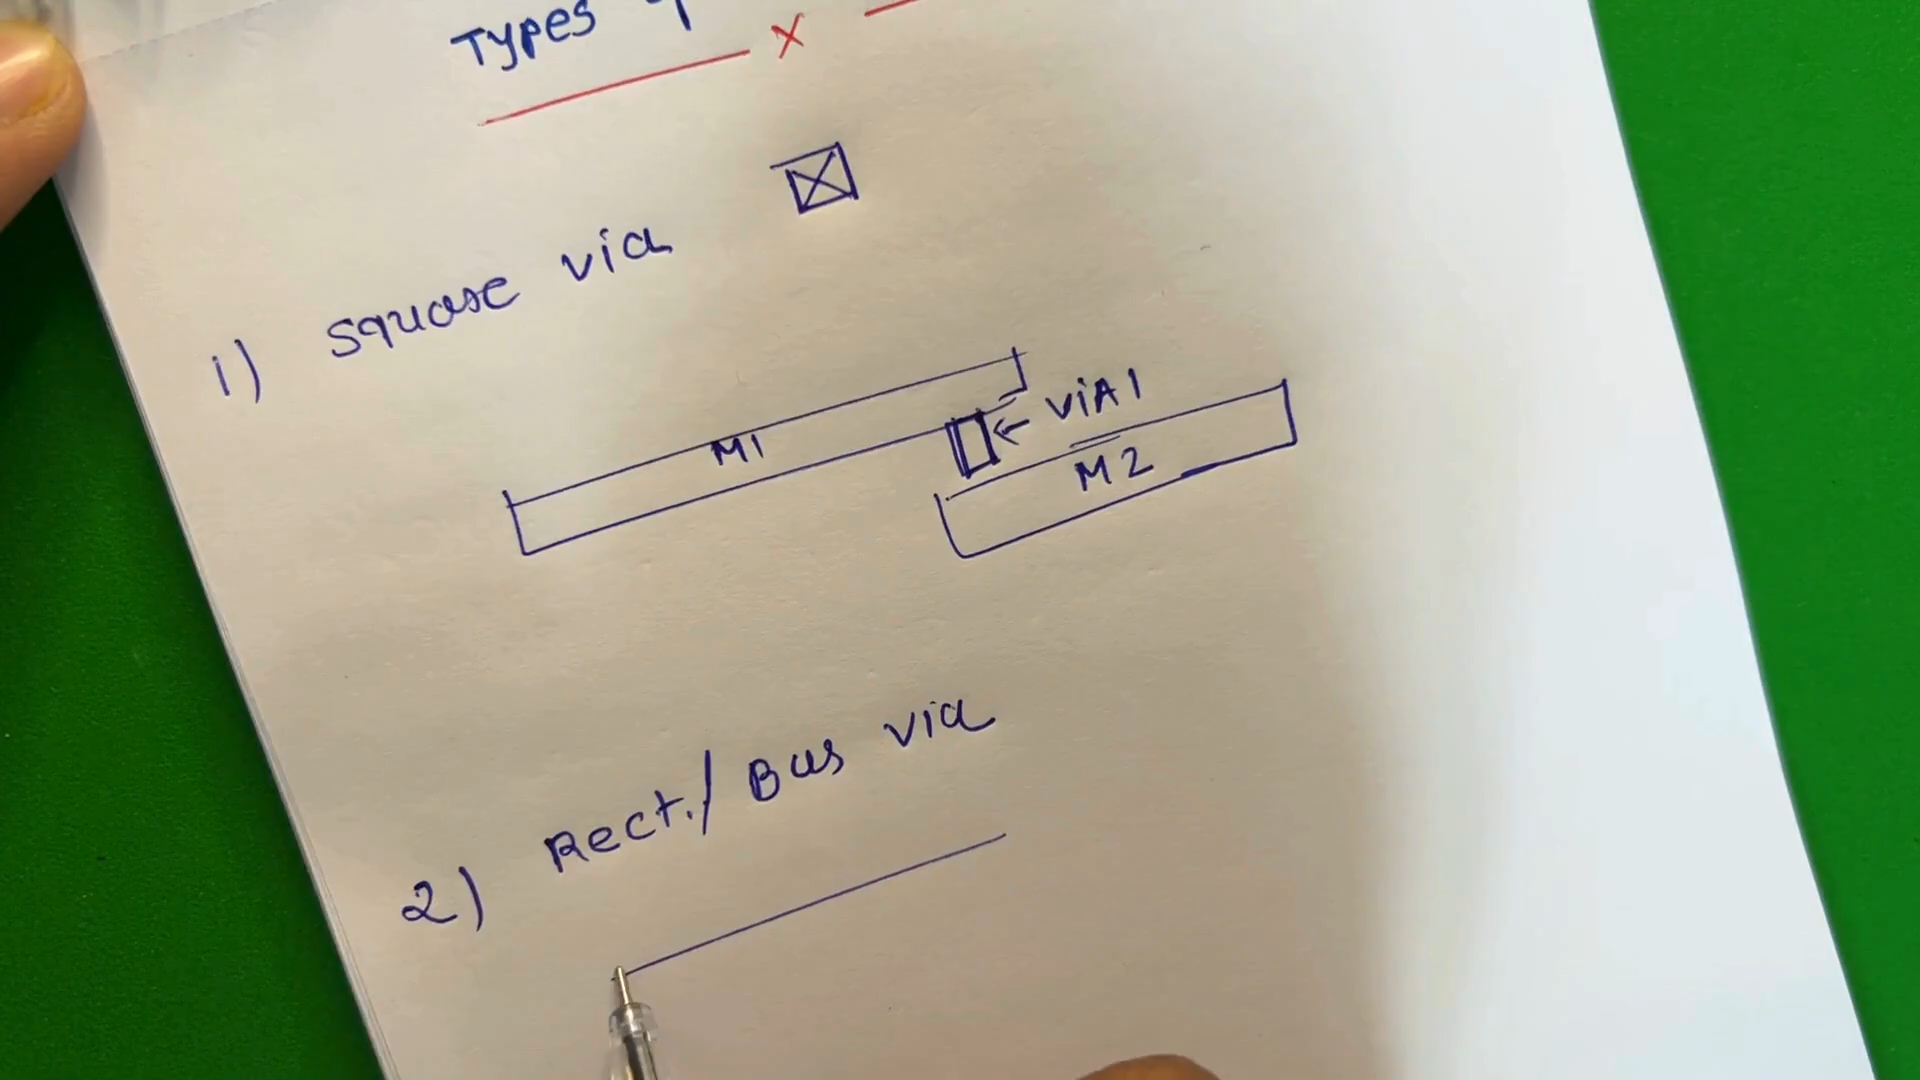 Types
1) Square via
M1
VIA1
M2
2) Rect./Bus via